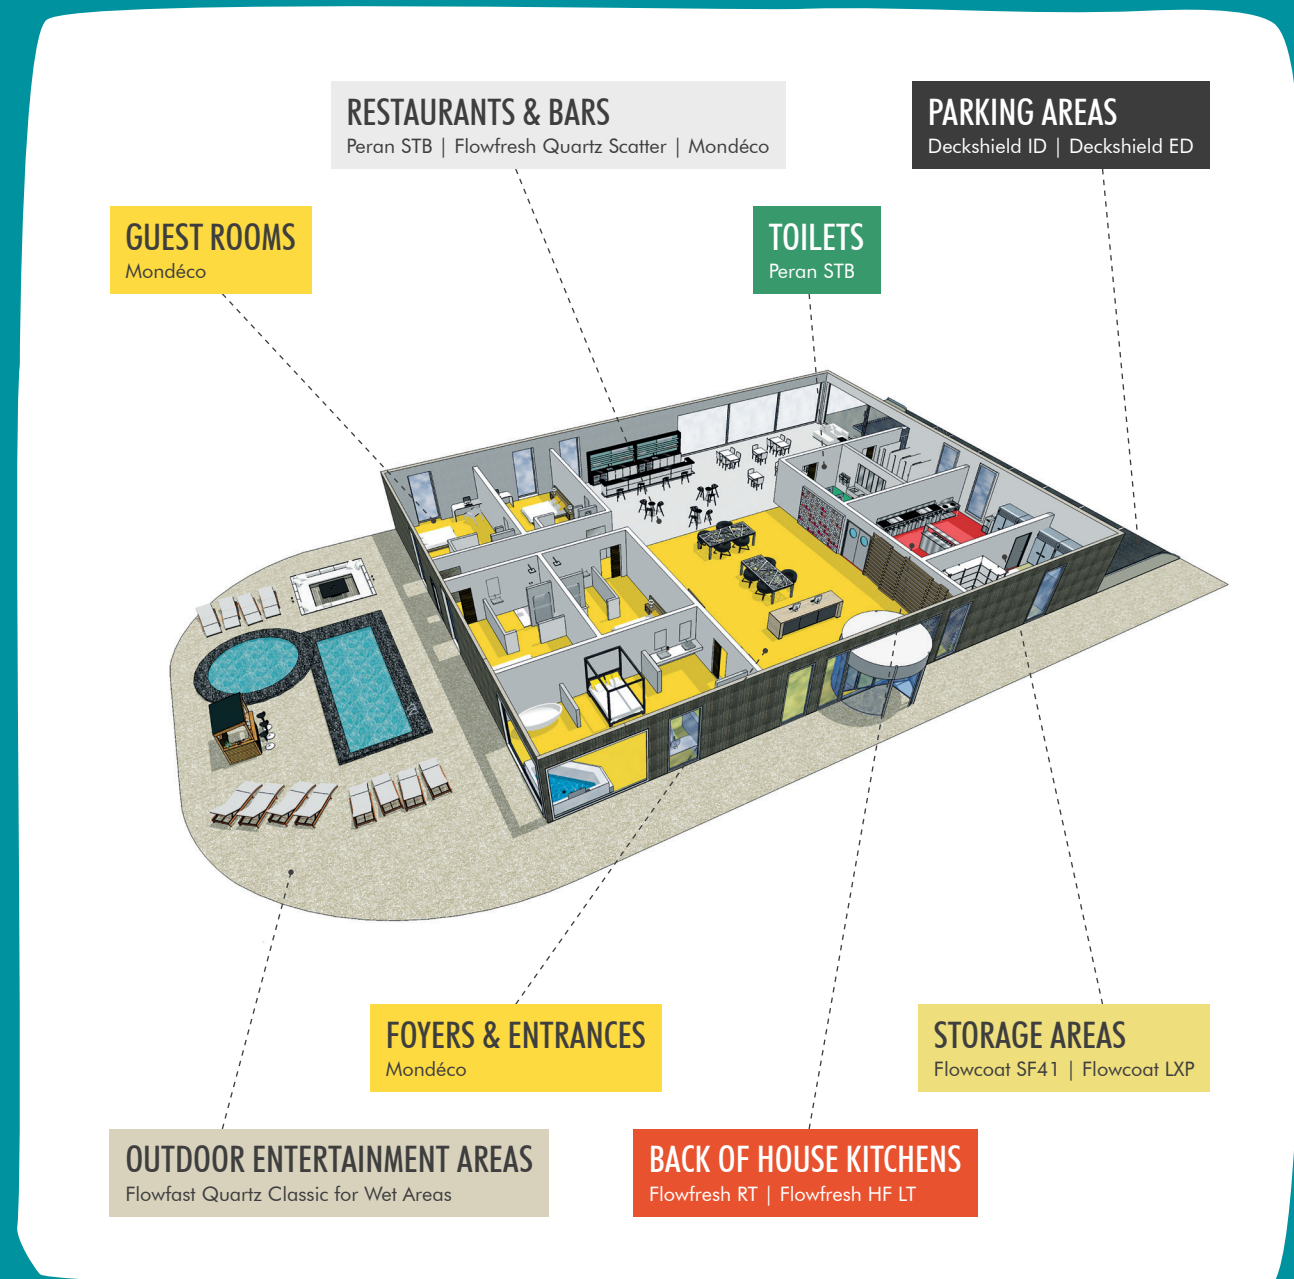 RESTAURANTS & BARS
Peran STB | Flowfresh Quartz Scatter | Mondéco
PARKING AREAS
Deckshield ID | Deckshield ED
GUEST ROOMS
Mondéco
TOILETS
Peran STB
FOYERS & ENTRANCES
Mondéco
STORAGE AREAS
Flowcoat SF41 | Flowcoat LXP
OUTDOOR ENTERTAINMENT AREAS
Flowfast Quartz Classic for Wet Areas
BACK OF HOUSE KITCHENS
Flowfresh RT | Flowfresh HF LT